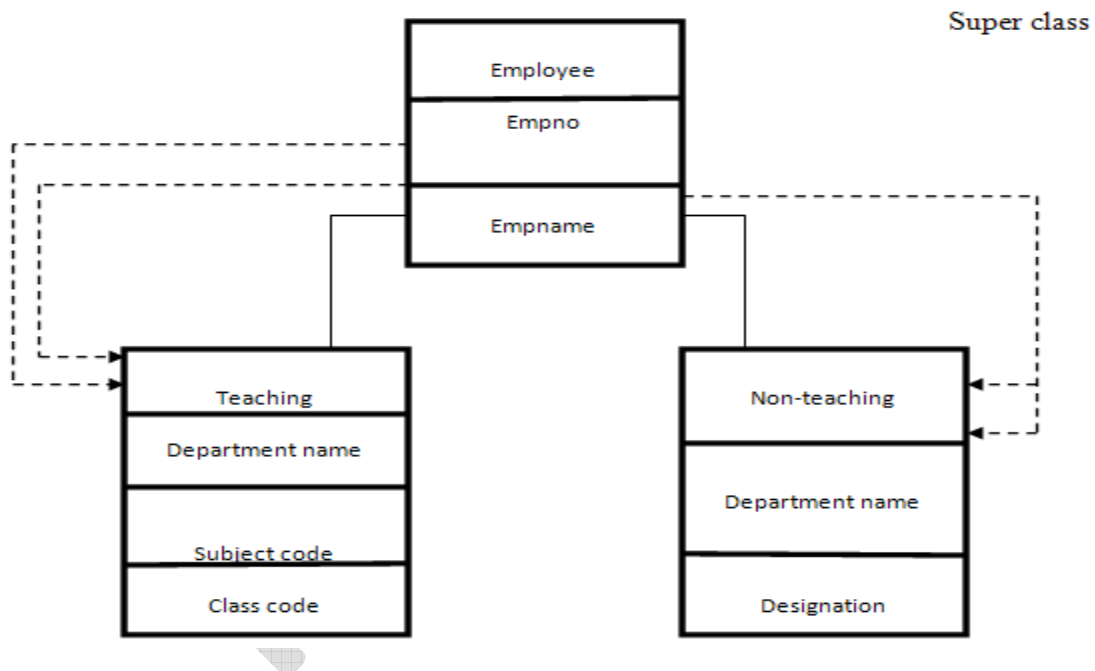 Super class
Employee
Empno
Empname
Teaching
Department name
Subject code
Class code
Non-teaching
Department name
Designation